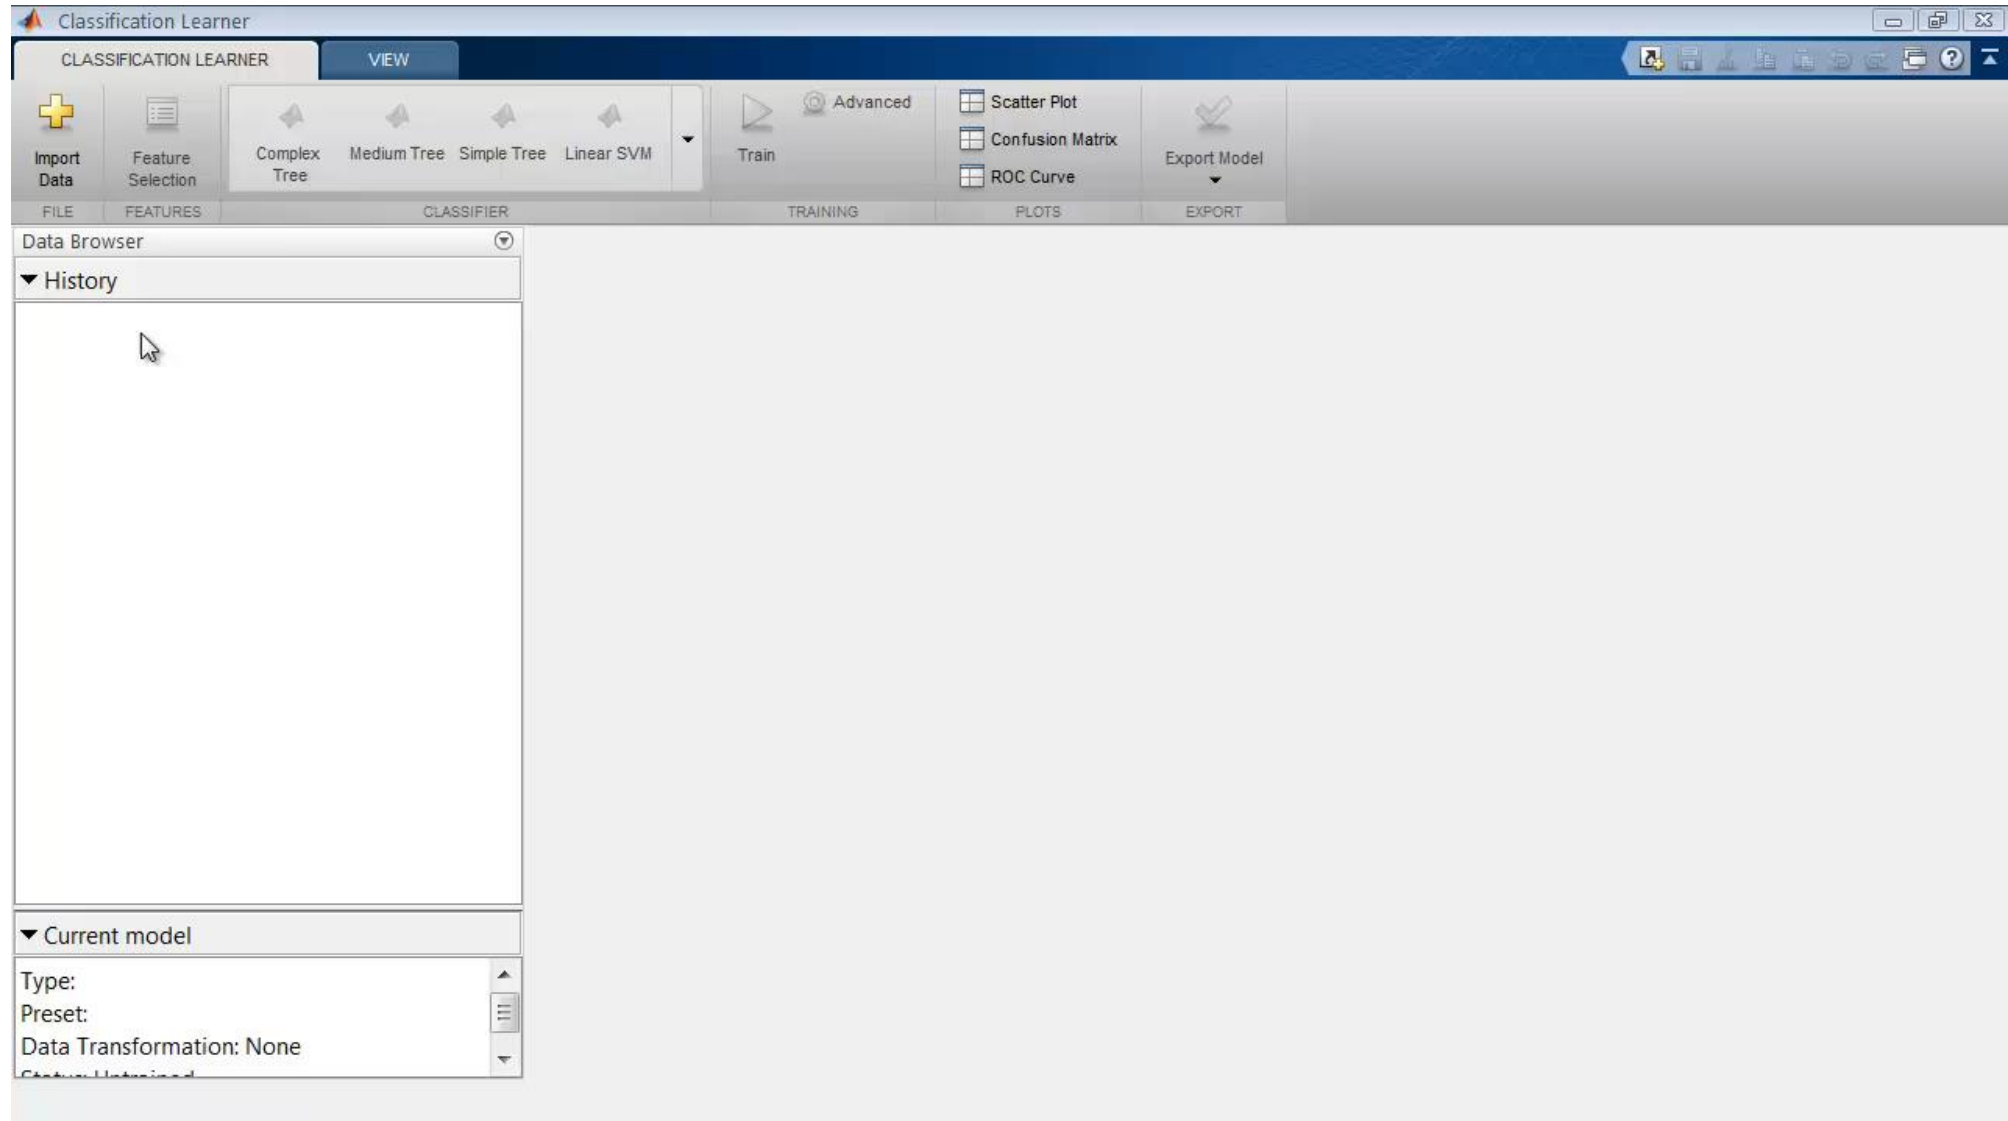 Classification Learner
CLASSIFICATION LEARNER VIEW
Import Data
Feature Selection
Complex Tree
Medium Tree
Simple Tree
Linear SVM
Train
Advanced
Scatter Plot
Confusion Matrix
ROC Curve
Export Model
FILE FEATURES CLASSIFIER TRAINING PLOTS EXPORT
Data Browser
History
Current model
Type:
Preset:
Data Transformation: None
Status: Untrained